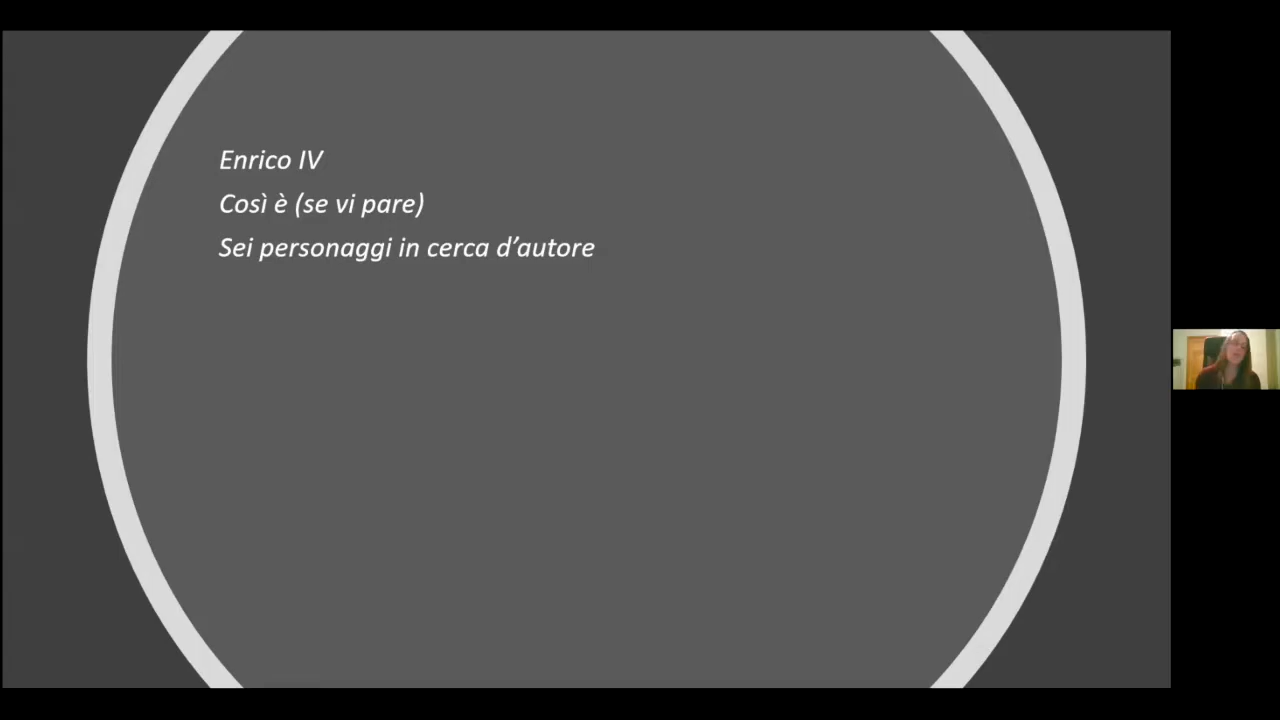 Enrico IV
Così è (se vi pare)
Sei personaggi in cerca d’autore